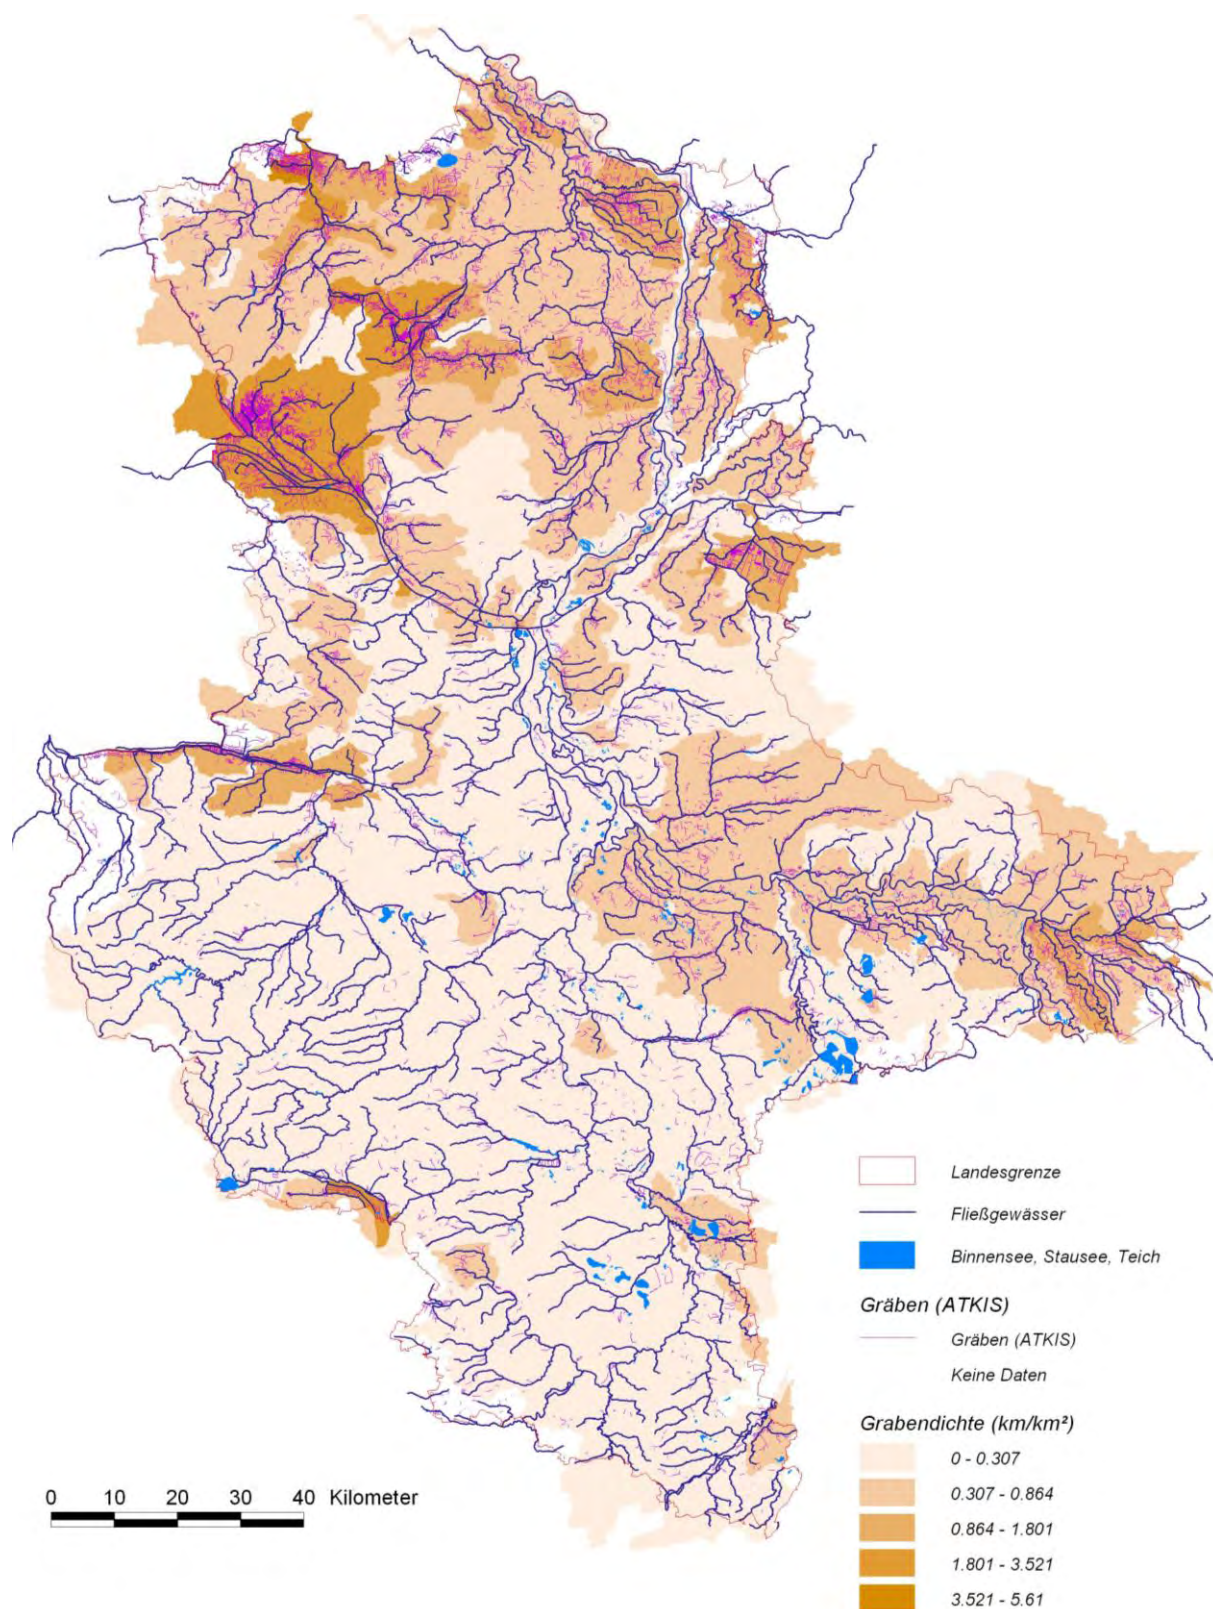 Landesgrenze
Fließgewässer
Binnensee, Stausee, Teich
Gräben (ATKIS)
Gräben (ATKIS)
Keine Daten
Grabendichte (km/km²)
0 - 0.307
0.307 - 0.864
0.864 - 1.801
1.801 - 3.521
3.521 - 5.61
0 10 20 30 40 Kilometer